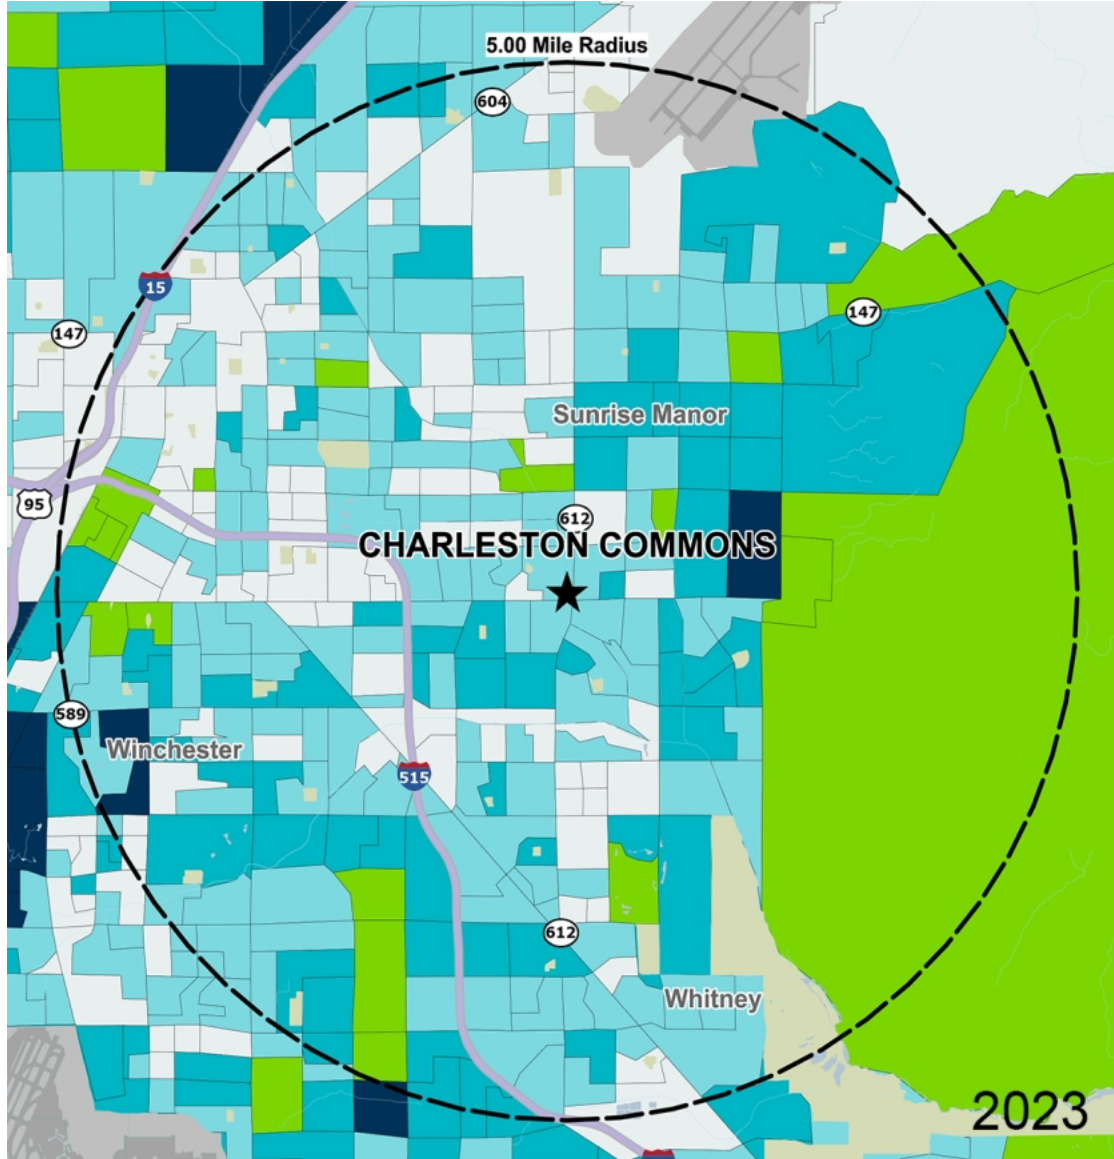 5.00 Mile Radius
604
15
147
147
Sunrise Manor
95
612
CHARLESTON COMMONS
589
Winchester
515
612
Whitney
2023